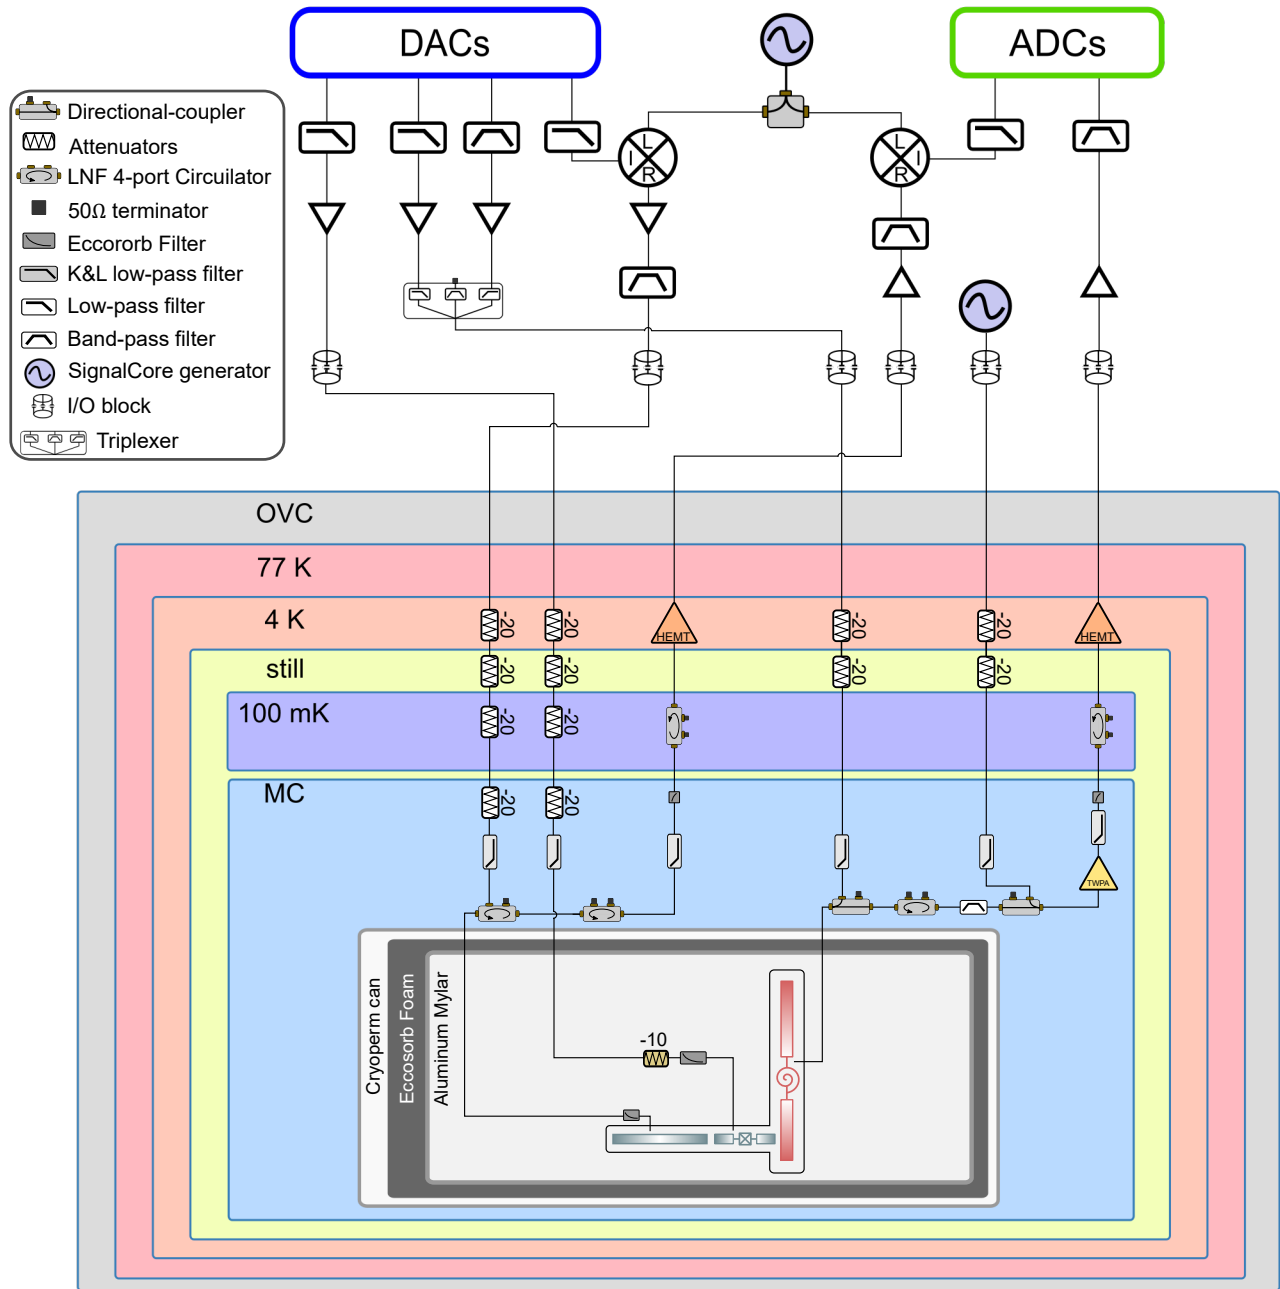 DACs
ADCs
Directional-coupler
Attenuators
LNF 4-port Circuilator
50Ω terminator
Eccororb Filter
K&L low-pass filter
Low-pass filter
Band-pass filter
SignalCore generator
I/O block
Triplexer
L
I
R
L
I
R
OVC
77 K
4 K
-20
-20
HEMT
-20
-20
HEMT
still
-20
-20
-20
-20
100 mK
-20
-20
MC
-20
-20
TWPA
Cryoperm can
Eccosorb Foam
Aluminum Mylar
-10